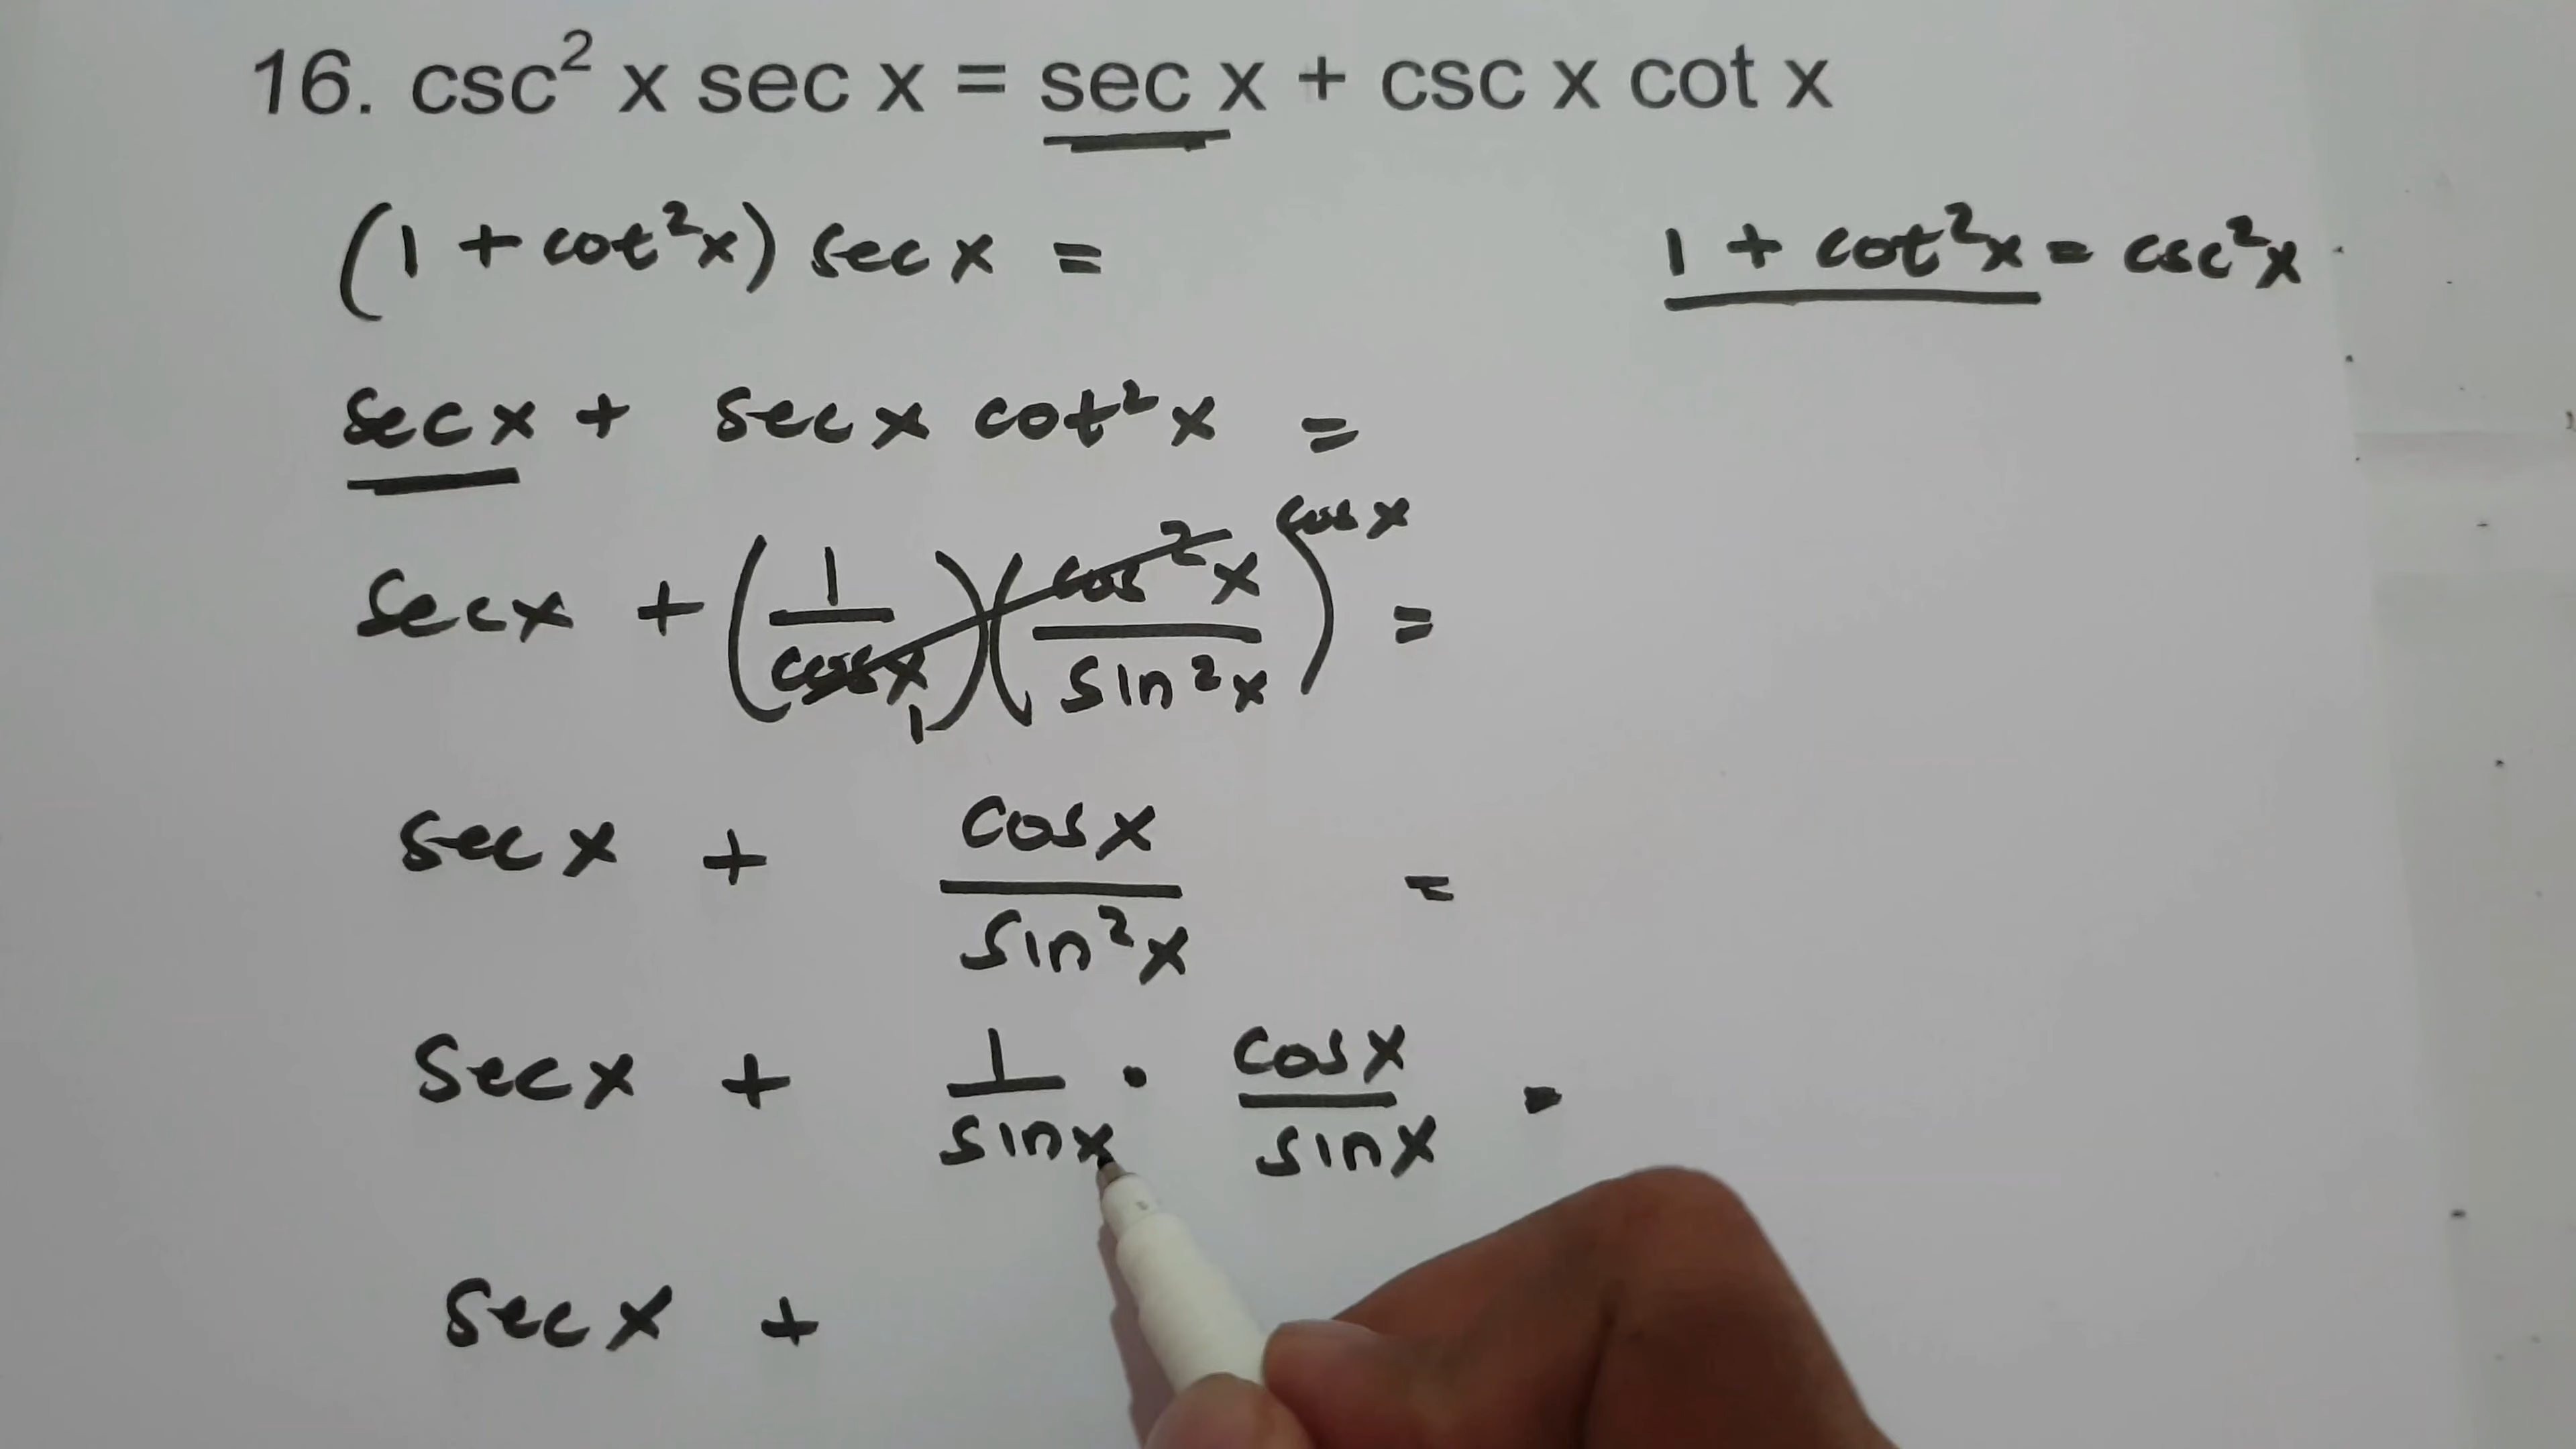 16. csc² x sec x = sec x + csc x cot x
(1 + cot²x) sec x =
1 + cot²x = csc²x
sec x + sec x cot² x =
sec x + (1/cos x)(cos²x/sin²x) =
cos x
1
sec x + cos x/sin²x =
sec x + 1/sin x · cos x/sin x =
sec x +